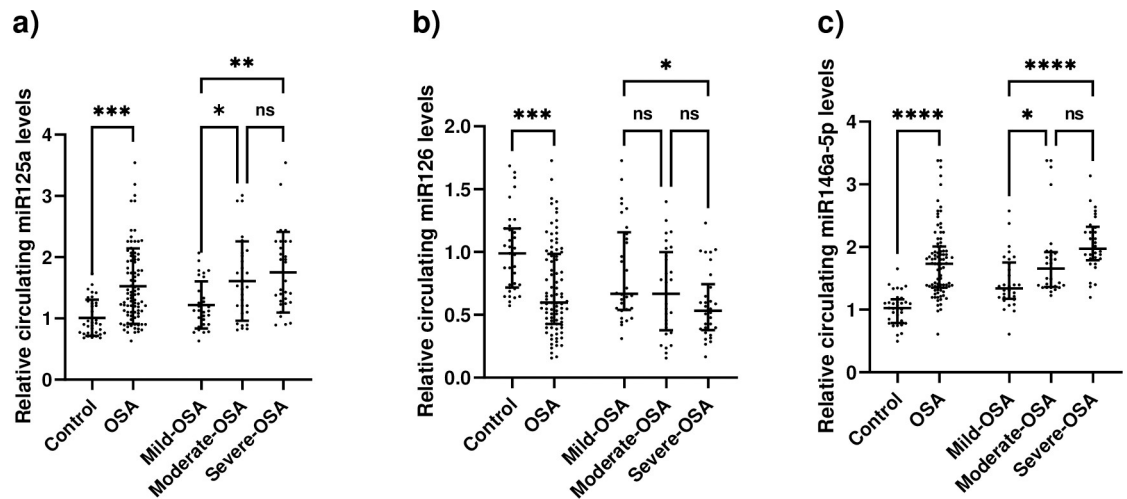 a)
Relative circulating miR125a levels
4
3
2
1
0
***
*
**
ns
Control
OSA
Mild-OSA
Moderate-OSA
Severe-OSA
b)
Relative circulating miR126 levels
2.0
1.5
1.0
0.5
0.0
***
ns
*
ns
Control
OSA
Mild-OSA
Moderate-OSA
Severe-OSA
c)
Relative circulating miR146a-5p levels
4
3
2
1
0
****
*
****
ns
Control
OSA
Mild-OSA
Moderate-OSA
Severe-OSA